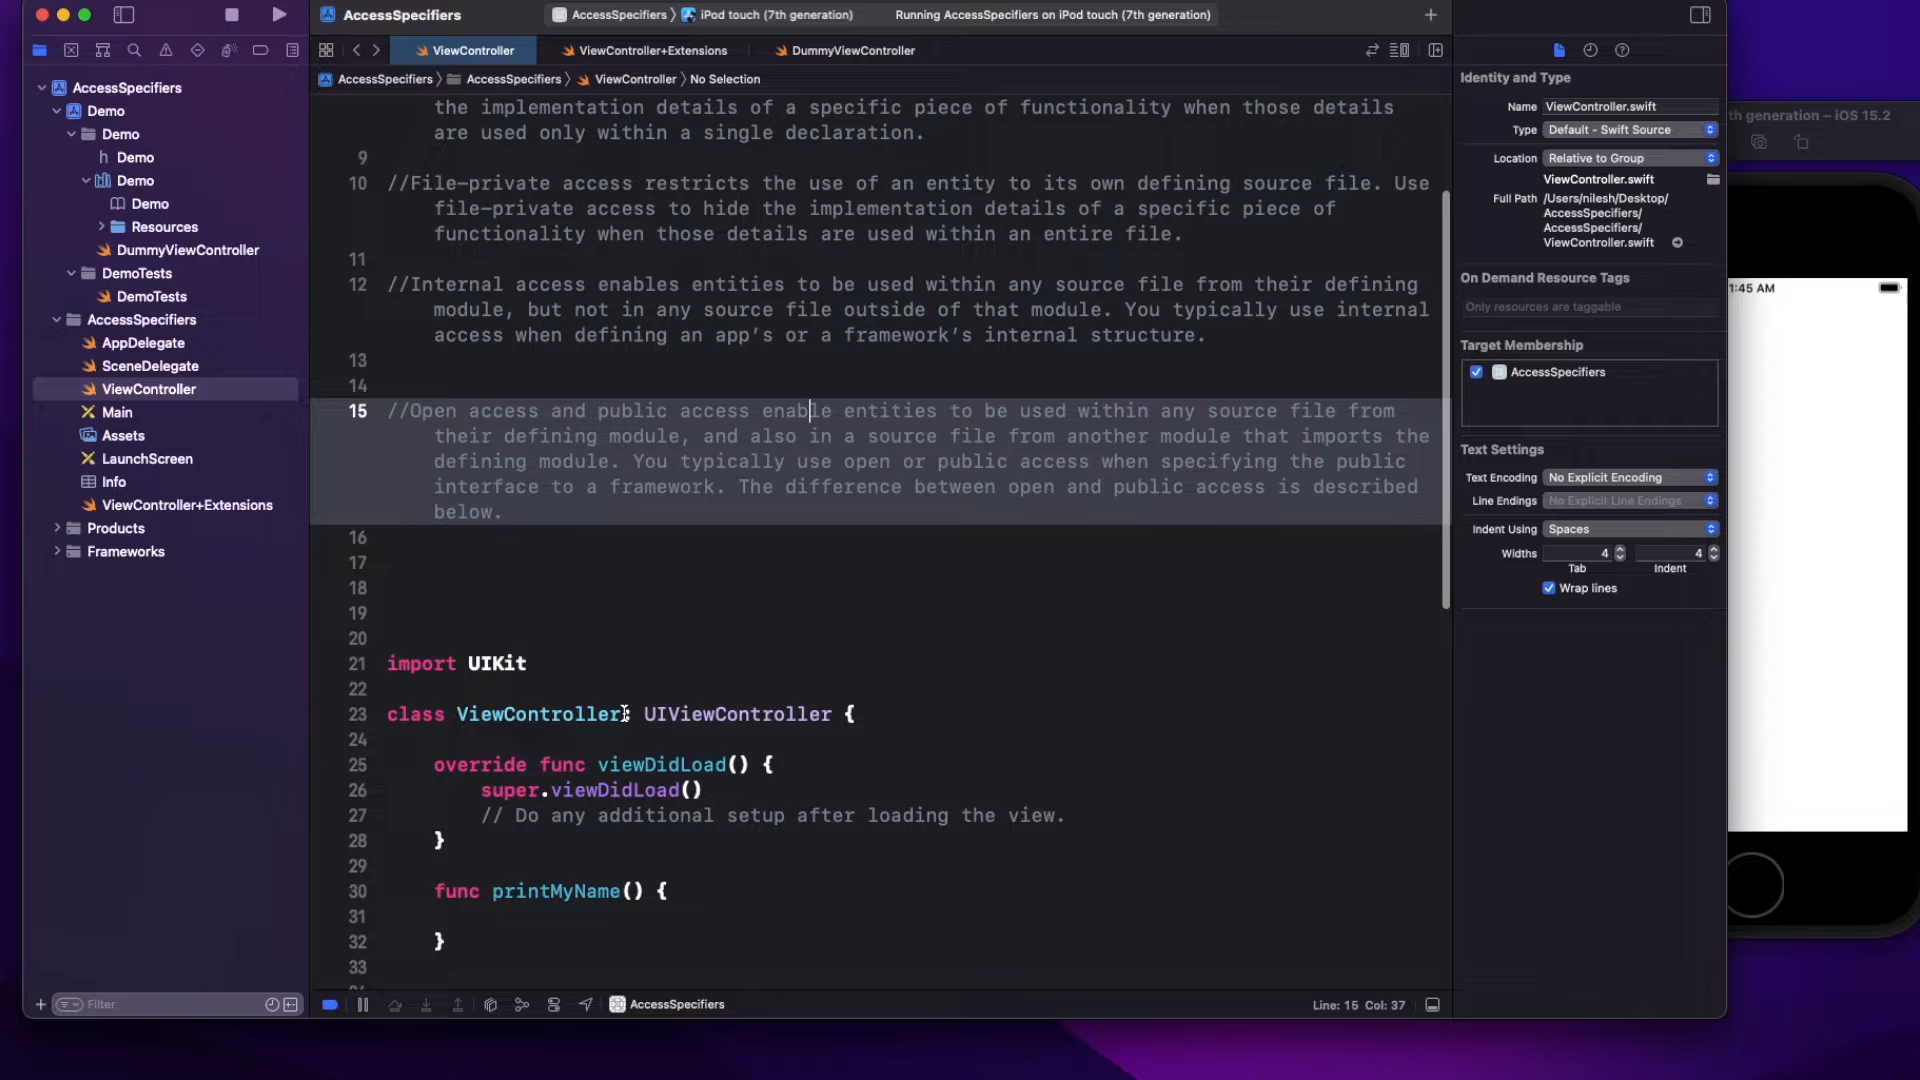 AccessSpecifiers
AccessSpecifiers 〉 iPod touch (7th generation)
Running AccessSpecifiers on iPod touch (7th generation)
ViewController
ViewController+Extensions
DummyViewController
AccessSpecifiers 〉 AccessSpecifiers 〉 ViewController 〉 No Selection
AccessSpecifiers
Demo
Demo
Demo
Demo
Demo
Resources
DummyViewController
DemoTests
DemoTests
AccessSpecifiers
AppDelegate
SceneDelegate
ViewController
Main
Assets
LaunchScreen
Info
ViewController+Extensions
Products
Frameworks
Filter
the implementation details of a specific piece of functionality when those details
are used only within a single declaration.
9
10 //File-private access restricts the use of an entity to its own defining source file. Use
file-private access to hide the implementation details of a specific piece of
functionality when those details are used within an entire file.
11
12 //Internal access enables entities to be used within any source file from their defining
module, but not in any source file outside of that module. You typically use internal
access when defining an app’s or a framework’s internal structure.
13
14
15 //Open access and public access enable entities to be used within any source file from
their defining module, and also in a source file from another module that imports the
defining module. You typically use open or public access when specifying the public
interface to a framework. The difference between open and public access is described
below.
16
17
18
19
20
21 import UIKit
22
23 class ViewController: UIViewController {
24
25 override func viewDidLoad() {
26 super.viewDidLoad()
27 // Do any additional setup after loading the view.
28 }
29
30 func printMyName() {
31
32 }
33
AccessSpecifiers
Line: 15 Col: 37
Identity and Type
Name ViewController.swift
Type Default - Swift Source
Location Relative to Group
ViewController.swift
Full Path /Users/nilesh/Desktop/
AccessSpecifiers/
AccessSpecifiers/
ViewController.swift
On Demand Resource Tags
Only resources are taggable
Target Membership
AccessSpecifiers
Text Settings
Text Encoding No Explicit Encoding
Line Endings No Explicit Line Endings
Indent Using Spaces
Widths 4 4
Tab Indent
Wrap lines
th generation – iOS 15.2
1:45 AM